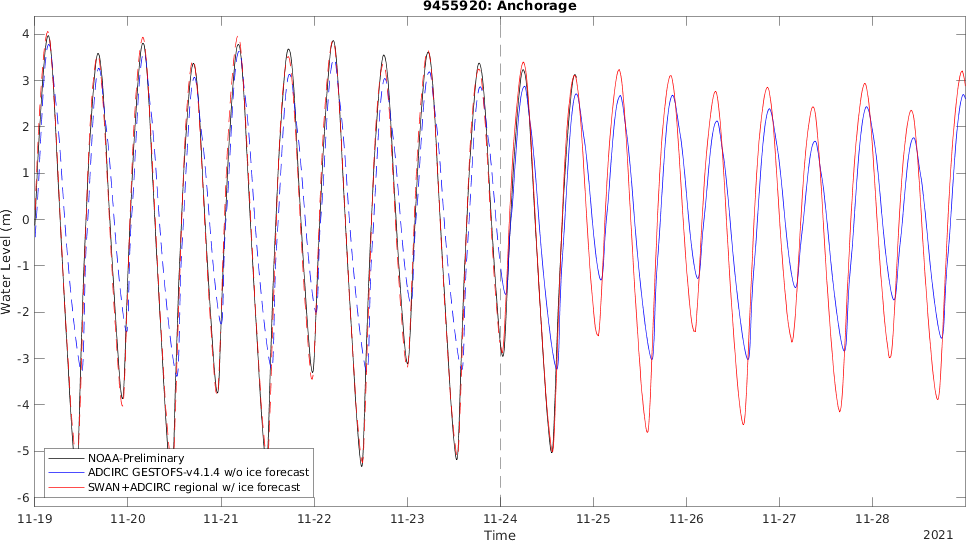 9455920: Anchorage
Water Level (m)
4
3
2
1
0
-1
-2
-3
-4
-5
-6
NOAA-Preliminary
ADCIRC GESTOFS-v4.1.4 w/o ice forecast
SWAN+ADCIRC regional w/ ice forecast
11-19 11-20 11-21 11-22 11-23 11-24 11-25 11-26 11-27 11-28
Time
2021